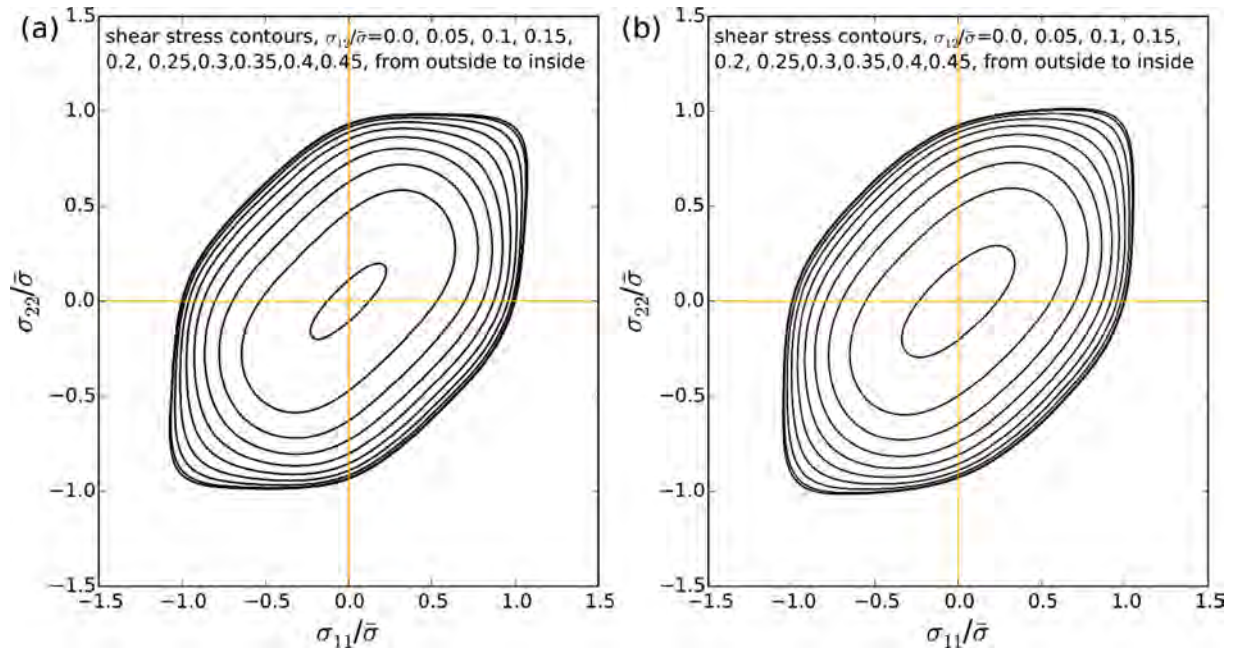 (a)
shear stress contours, σ₁₂/σ̄=0.0, 0.05, 0.1, 0.15,
0.2, 0.25,0.3,0.35,0.4,0.45, from outside to inside
1.5
1.0
0.5
0.0
−0.5
−1.0
−1.5
σ₂₂/σ̄
−1.5 −1.0 −0.5 0.0 0.5 1.0 1.5
σ₁₁/σ̄
(b)
shear stress contours, σ₁₂/σ̄=0.0, 0.05, 0.1, 0.15,
0.2, 0.25,0.3,0.35,0.4,0.45, from outside to inside
1.5
1.0
0.5
0.0
−0.5
−1.0
−1.5
σ₂₂/σ̄
−1.5 −1.0 −0.5 0.0 0.5 1.0 1.5
σ₁₁/σ̄